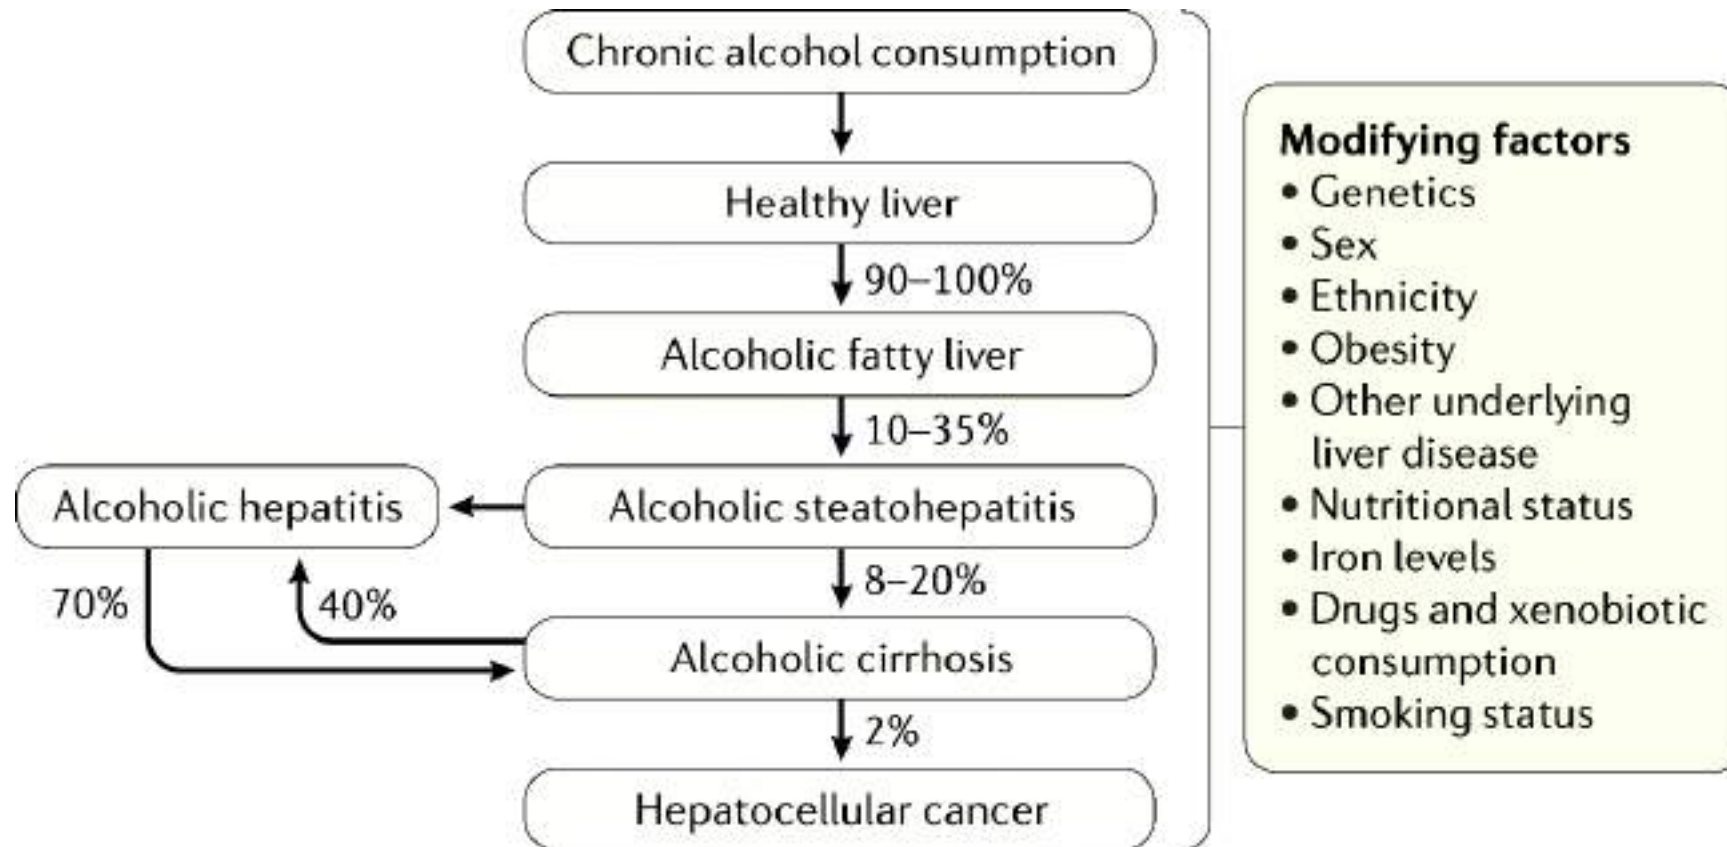 Chronic alcohol consumption
Healthy liver
90–100%
Alcoholic fatty liver
10–35%
Alcoholic hepatitis
Alcoholic steatohepatitis
70%
40%
8–20%
Alcoholic cirrhosis
2%
Hepatocellular cancer
Modifying factors
• Genetics
• Sex
• Ethnicity
• Obesity
• Other underlying
liver disease
• Nutritional status
• Iron levels
• Drugs and xenobiotic
consumption
• Smoking status